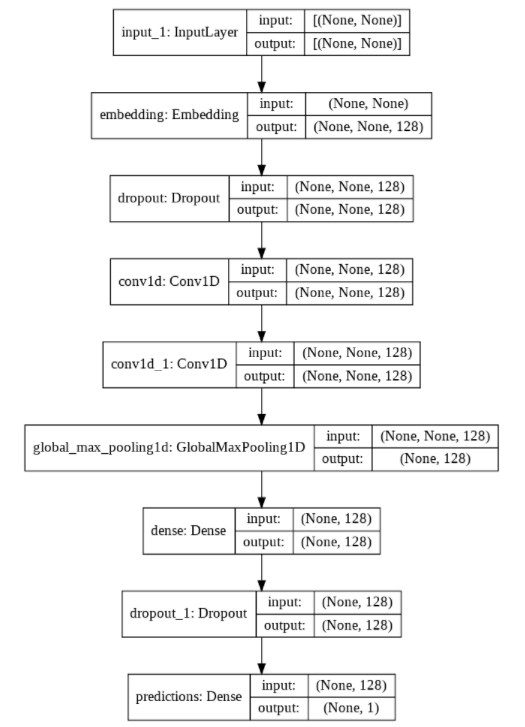 input_1: InputLayer
input: [(None, None)]
output: [(None, None)]
embedding: Embedding
input: (None, None)
output: (None, None, 128)
dropout: Dropout
input: (None, None, 128)
output: (None, None, 128)
conv1d: Conv1D
input: (None, None, 128)
output: (None, None, 128)
conv1d_1: Conv1D
input: (None, None, 128)
output: (None, None, 128)
global_max_pooling1d: GlobalMaxPooling1D
input: (None, None, 128)
output: (None, 128)
dense: Dense
input: (None, 128)
output: (None, 128)
dropout_1: Dropout
input: (None, 128)
output: (None, 128)
predictions: Dense
input: (None, 128)
output: (None, 1)